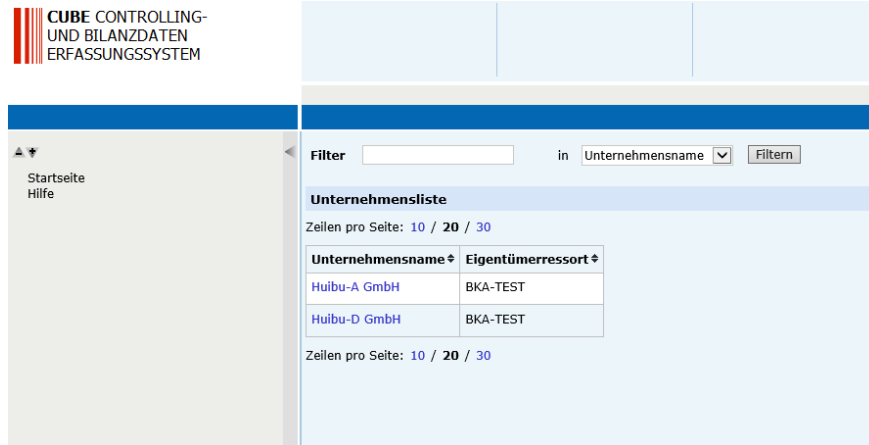 CUBE CONTROLLING-
UND BILANZDATEN
ERFASSUNGSSYSTEM
Startseite
Hilfe
Filter in Unternehmensname Filtern
Unternehmensliste
Zeilen pro Seite: 10 / 20 / 30
Unternehmensname Eigentümerressort
Huibu-A GmbH BKA-TEST
Huibu-D GmbH BKA-TEST
Zeilen pro Seite: 10 / 20 / 30